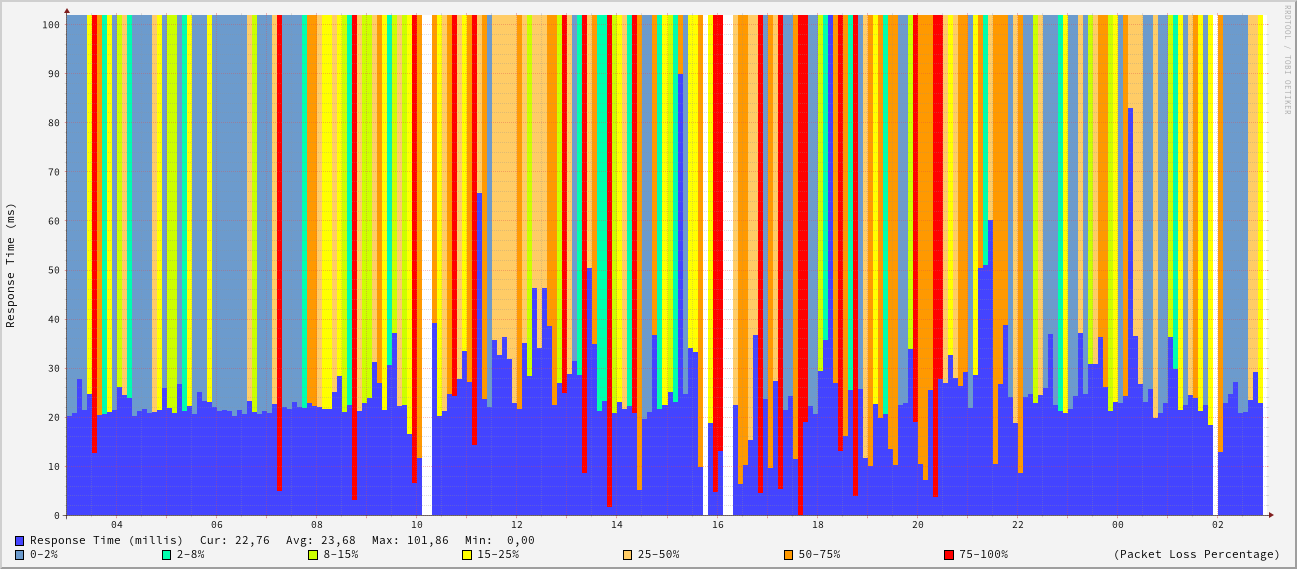 RRDTOOL / TOBI OETIKER
Response Time (ms)
100
90
80
70
60
50
40
30
20
10
0
04 06 08 10 12 14 16 18 20 22 00 02
Response Time (millis) Cur: 22,76 Avg: 23,68 Max: 101,86 Min: 0,00
0-2% 2-8% 8-15% 15-25% 25-50% 50-75% 75-100% (Packet Loss Percentage)